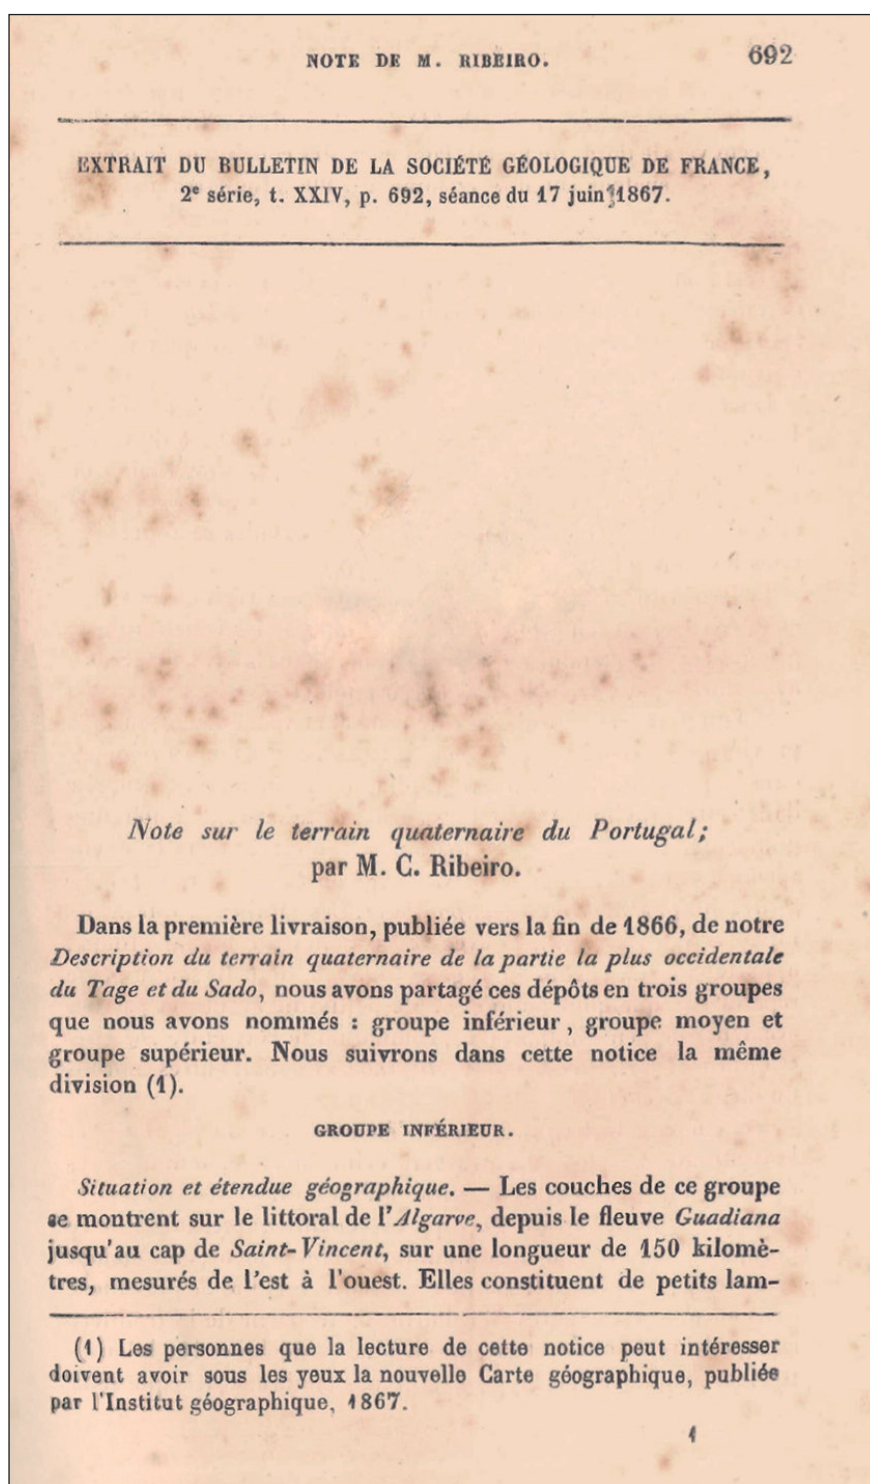 NOTE DE M. RIBEIRO.
692
EXTRAIT DU BULLETIN DE LA SOCIÉTÉ GÉOLOGIQUE DE FRANCE,
2e série, t. XXIV, p. 692, séance du 17 juin 1867.
Note sur le terrain quaternaire du Portugal;
par M. C. Ribeiro.
Dans la première livraison, publiée vers la fin de 1866, de notre
Description du terrain quaternaire de la partie la plus occidentale
du Tage et du Sado, nous avons partagé ces dépôts en trois groupes
que nous avons nommés : groupe inférieur, groupe moyen et
groupe supérieur. Nous suivrons dans cette notice la même
division (1).
GROUPE INFÉRIEUR.
Situation et étendue géographique. — Les couches de ce groupe
se montrent sur le littoral de l'Algarve, depuis le fleuve Guadiana
jusqu'au cap de Saint-Vincent, sur une longueur de 150 kilomè-
tres, mesurés de l'est à l'ouest. Elles constituent de petits lam-
(1) Les personnes que la lecture de cette notice peut intéresser
doivent avoir sous les yeux la nouvelle Carte géographique, publiée
par l'Institut géographique, 1867.
1